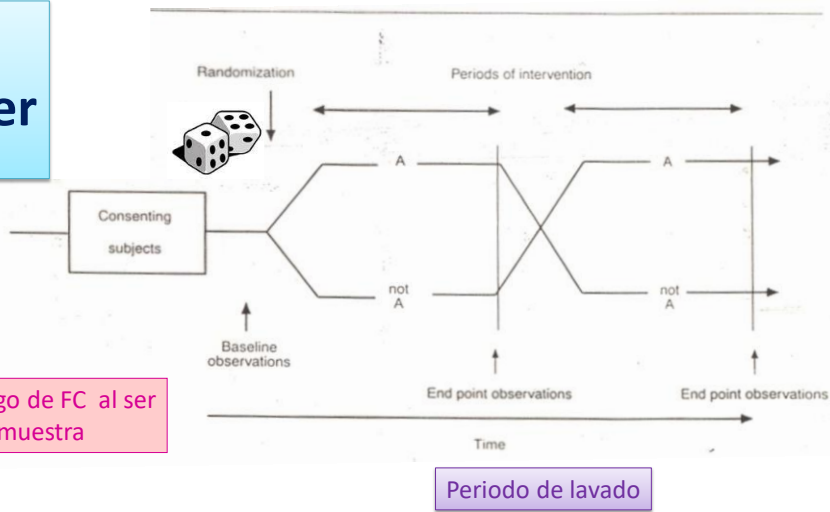 er
Randomization
Periods of intervention
A
A
Consenting
subjects
not
A
not
A
Baseline
observations
End point observations
End point observations
go de FC al ser
muestra
Time
Periodo de lavado